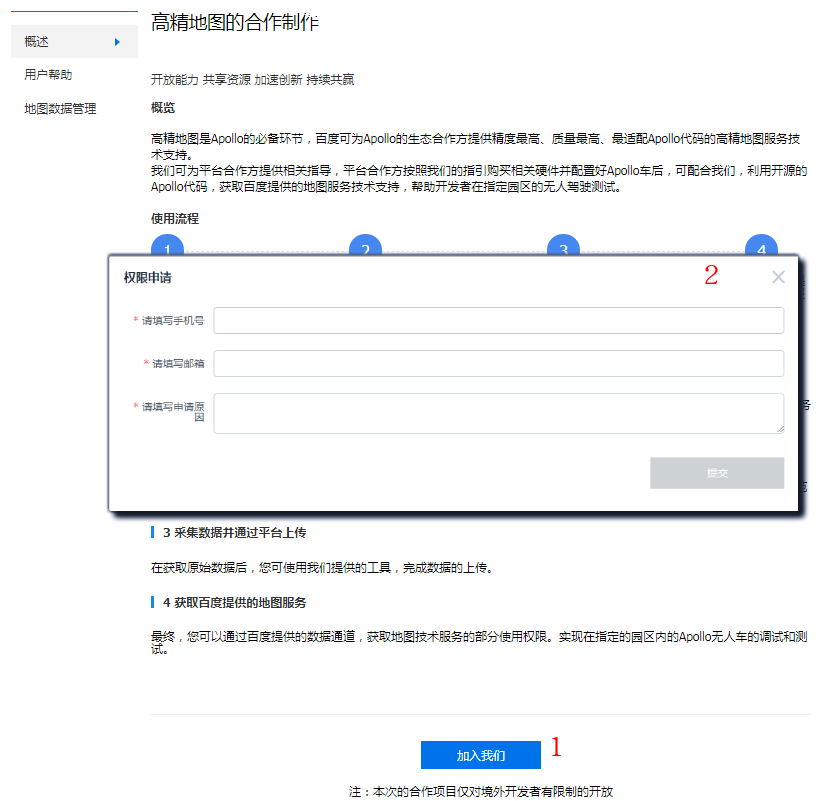 高精地图的合作制作
概述
用户帮助
地图数据管理
开放能力 共享资源 加速创新 持续共赢
概览
高精地图是Apollo的必备环节，百度可为Apollo的生态合作方提供精度最高、质量最高、最适配Apollo代码的高精地图服务技
术支持。
我们可为平台合作方提供相关指导，平台合作方按照我们的指引购买相关硬件并配置好Apollo车后，可配合我们，利用开源的
Apollo代码，获取百度提供的地图服务技术支持，帮助开发者在指定园区的无人驾驶测试。
使用流程
1 2 3 4
权限申请
2
* 请填写手机号
* 请填写邮箱
* 请填写申请原
因
务
提交
3 采集数据并通过平台上传
在获取原始数据后，您可使用我们提供的工具，完成数据的上传。
4 获取百度提供的地图服务
最终，您可以通过百度提供的数据通道，获取地图技术服务的部分使用权限。实现在指定的园区内的Apollo无人车的调试和测
试。
加入我们
1
注：本次的合作项目仅对境外开发者有限制的开放